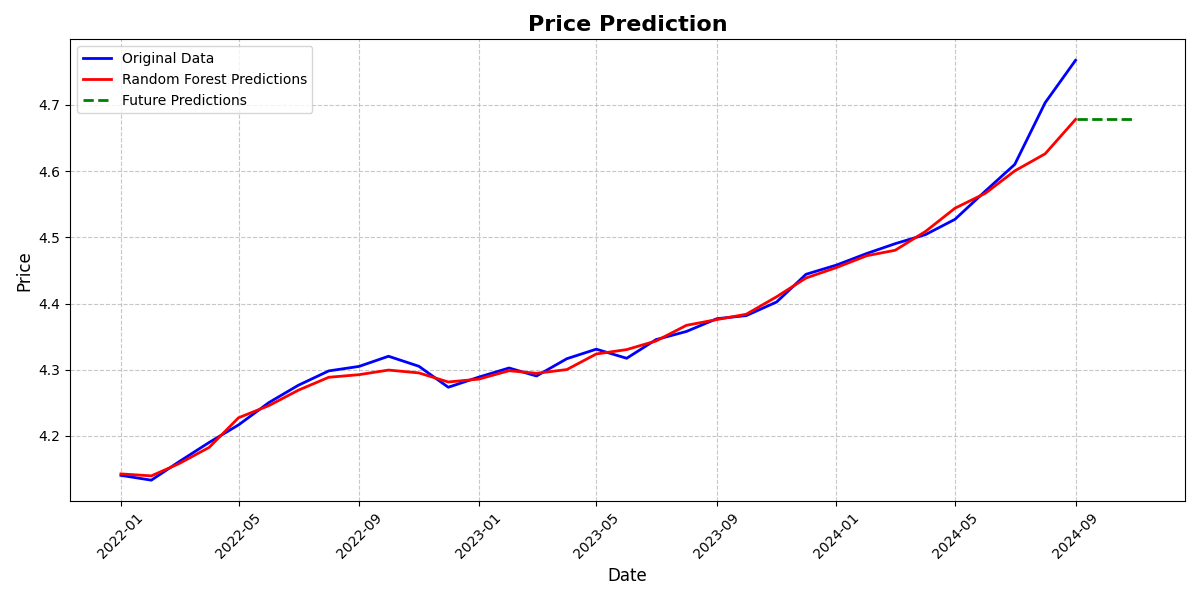 Price Prediction
Original Data
Random Forest Predictions
Future Predictions
Price
4.7
4.6
4.5
4.4
4.3
4.2
2022-01
2022-05
2022-09
2023-01
2023-05
2023-09
2024-01
2024-05
2024-09
Date